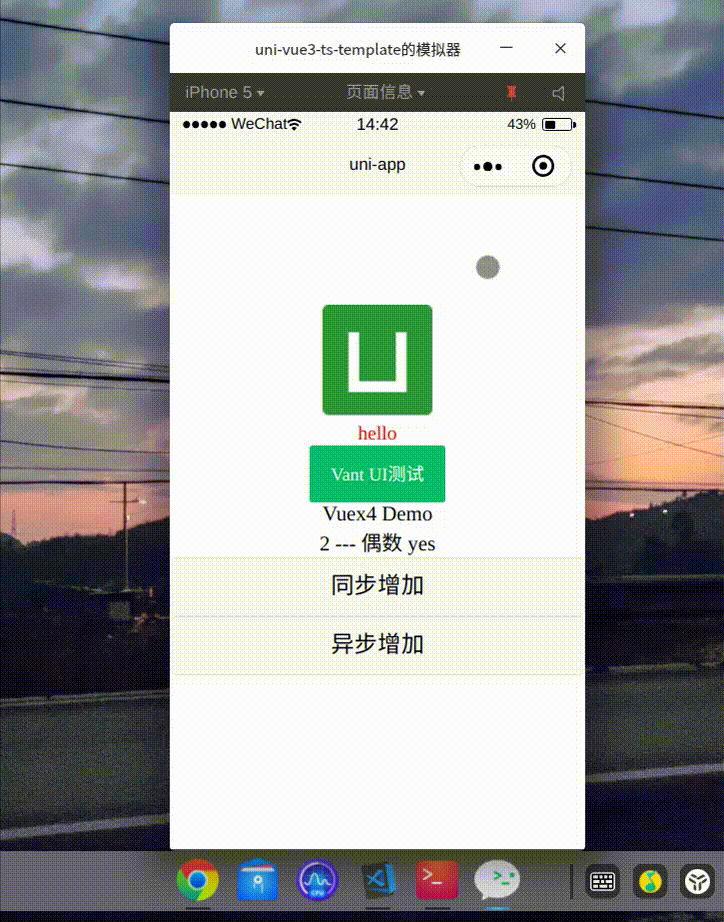 uni-vue3-ts-template的模拟器
iPhone 5 页面信息
WeChat 14:42 43%
uni-app
hello
Vant UI测试
Vuex4 Demo
2 --- 偶数 yes
同步增加
异步增加
CPU